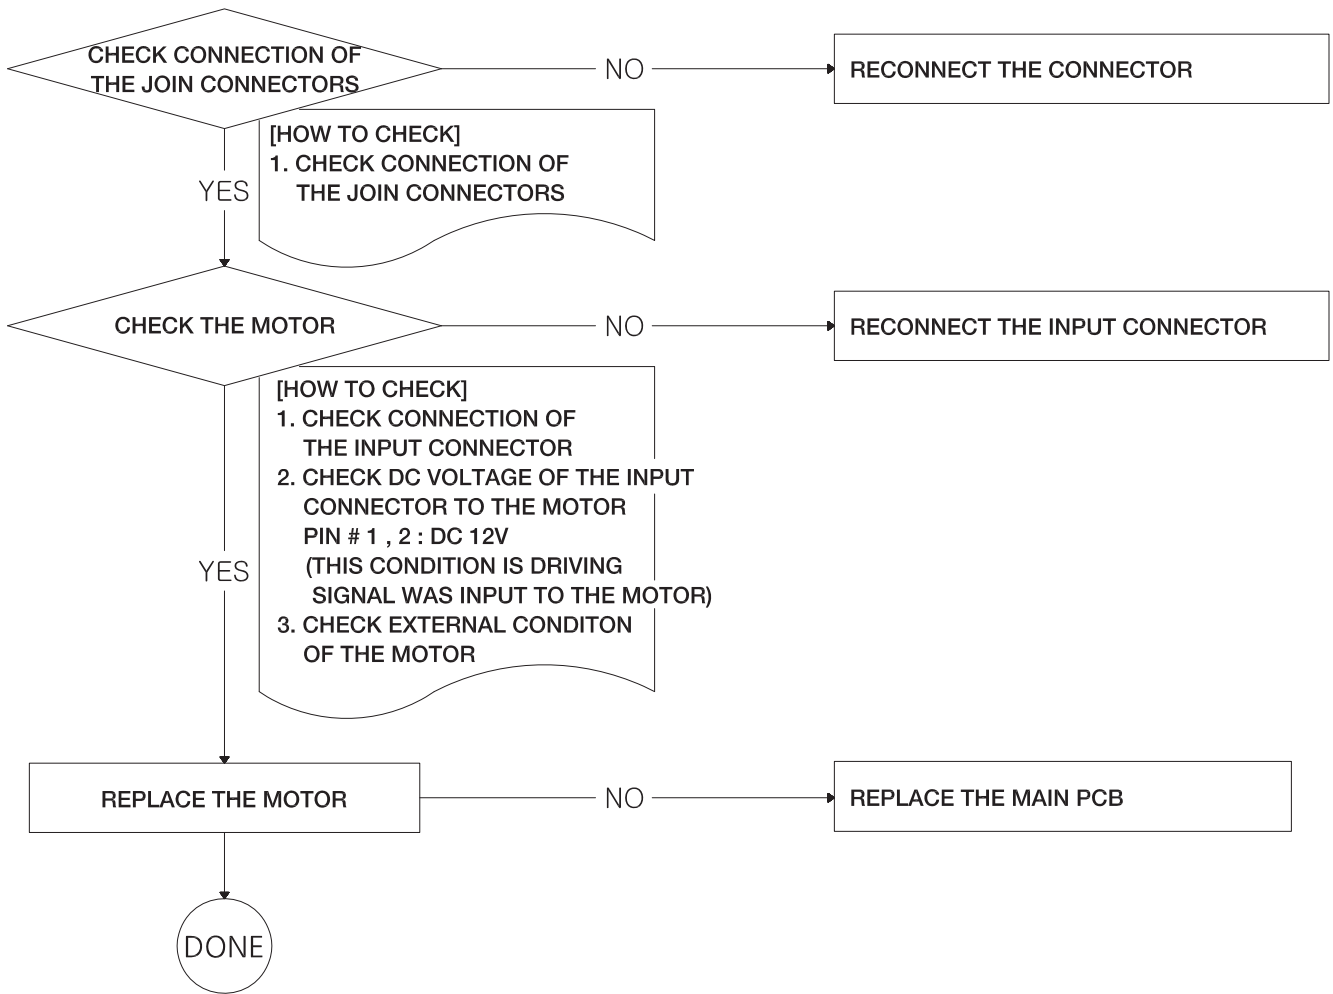 CHECK CONNECTION OF
THE JOIN CONNECTORS
NO
RECONNECT THE CONNECTOR
[HOW TO CHECK]
1. CHECK CONNECTION OF
THE JOIN CONNECTORS
YES
CHECK THE MOTOR
NO
RECONNECT THE INPUT CONNECTOR
[HOW TO CHECK]
1. CHECK CONNECTION OF
THE INPUT CONNECTOR
2. CHECK DC VOLTAGE OF THE INPUT
CONNECTOR TO THE MOTOR
PIN # 1 , 2 : DC 12V
(THIS CONDITION IS DRIVING
SIGNAL WAS INPUT TO THE MOTOR)
3. CHECK EXTERNAL CONDITON
OF THE MOTOR
YES
REPLACE THE MOTOR
NO
REPLACE THE MAIN PCB
DONE